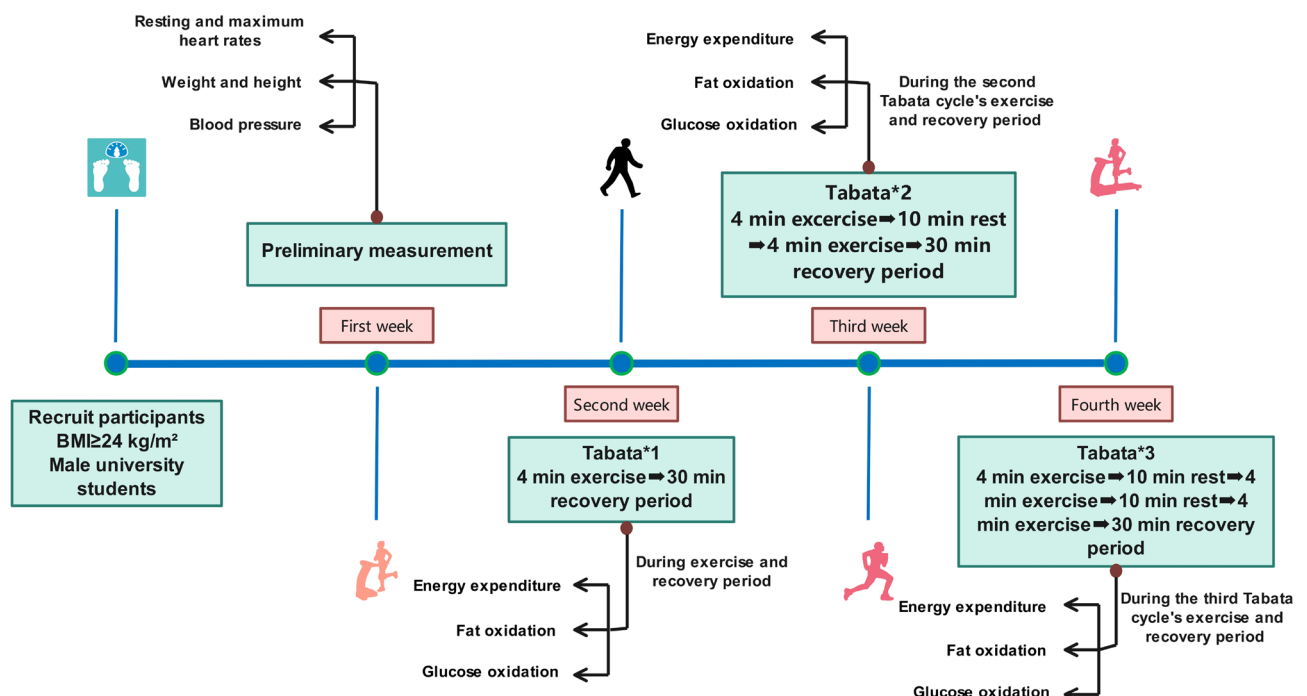 Resting and maximum
heart rates
Weight and height
Blood pressure
Preliminary measurement
First week
Recruit participants
BMI≥24 kg/m²
Male university
students
Second week
Tabata*1
4 min exercise➡30 min
recovery period
During exercise and
recovery period
Energy expenditure
Fat oxidation
Glucose oxidation
Energy expenditure
Fat oxidation
Glucose oxidation
During the second
Tabata cycle's exercise
and recovery period
Tabata*2
4 min excercise➡10 min rest
➡4 min exercise➡30 min
recovery period
Third week
Fourth week
Tabata*3
4 min exercise➡10 min rest➡4
min exercise➡10 min rest➡4
min exercise➡30 min recovery
period
During the third Tabata
cycle's exercise and
recovery period
Energy expenditure
Fat oxidation
Glucose oxidation